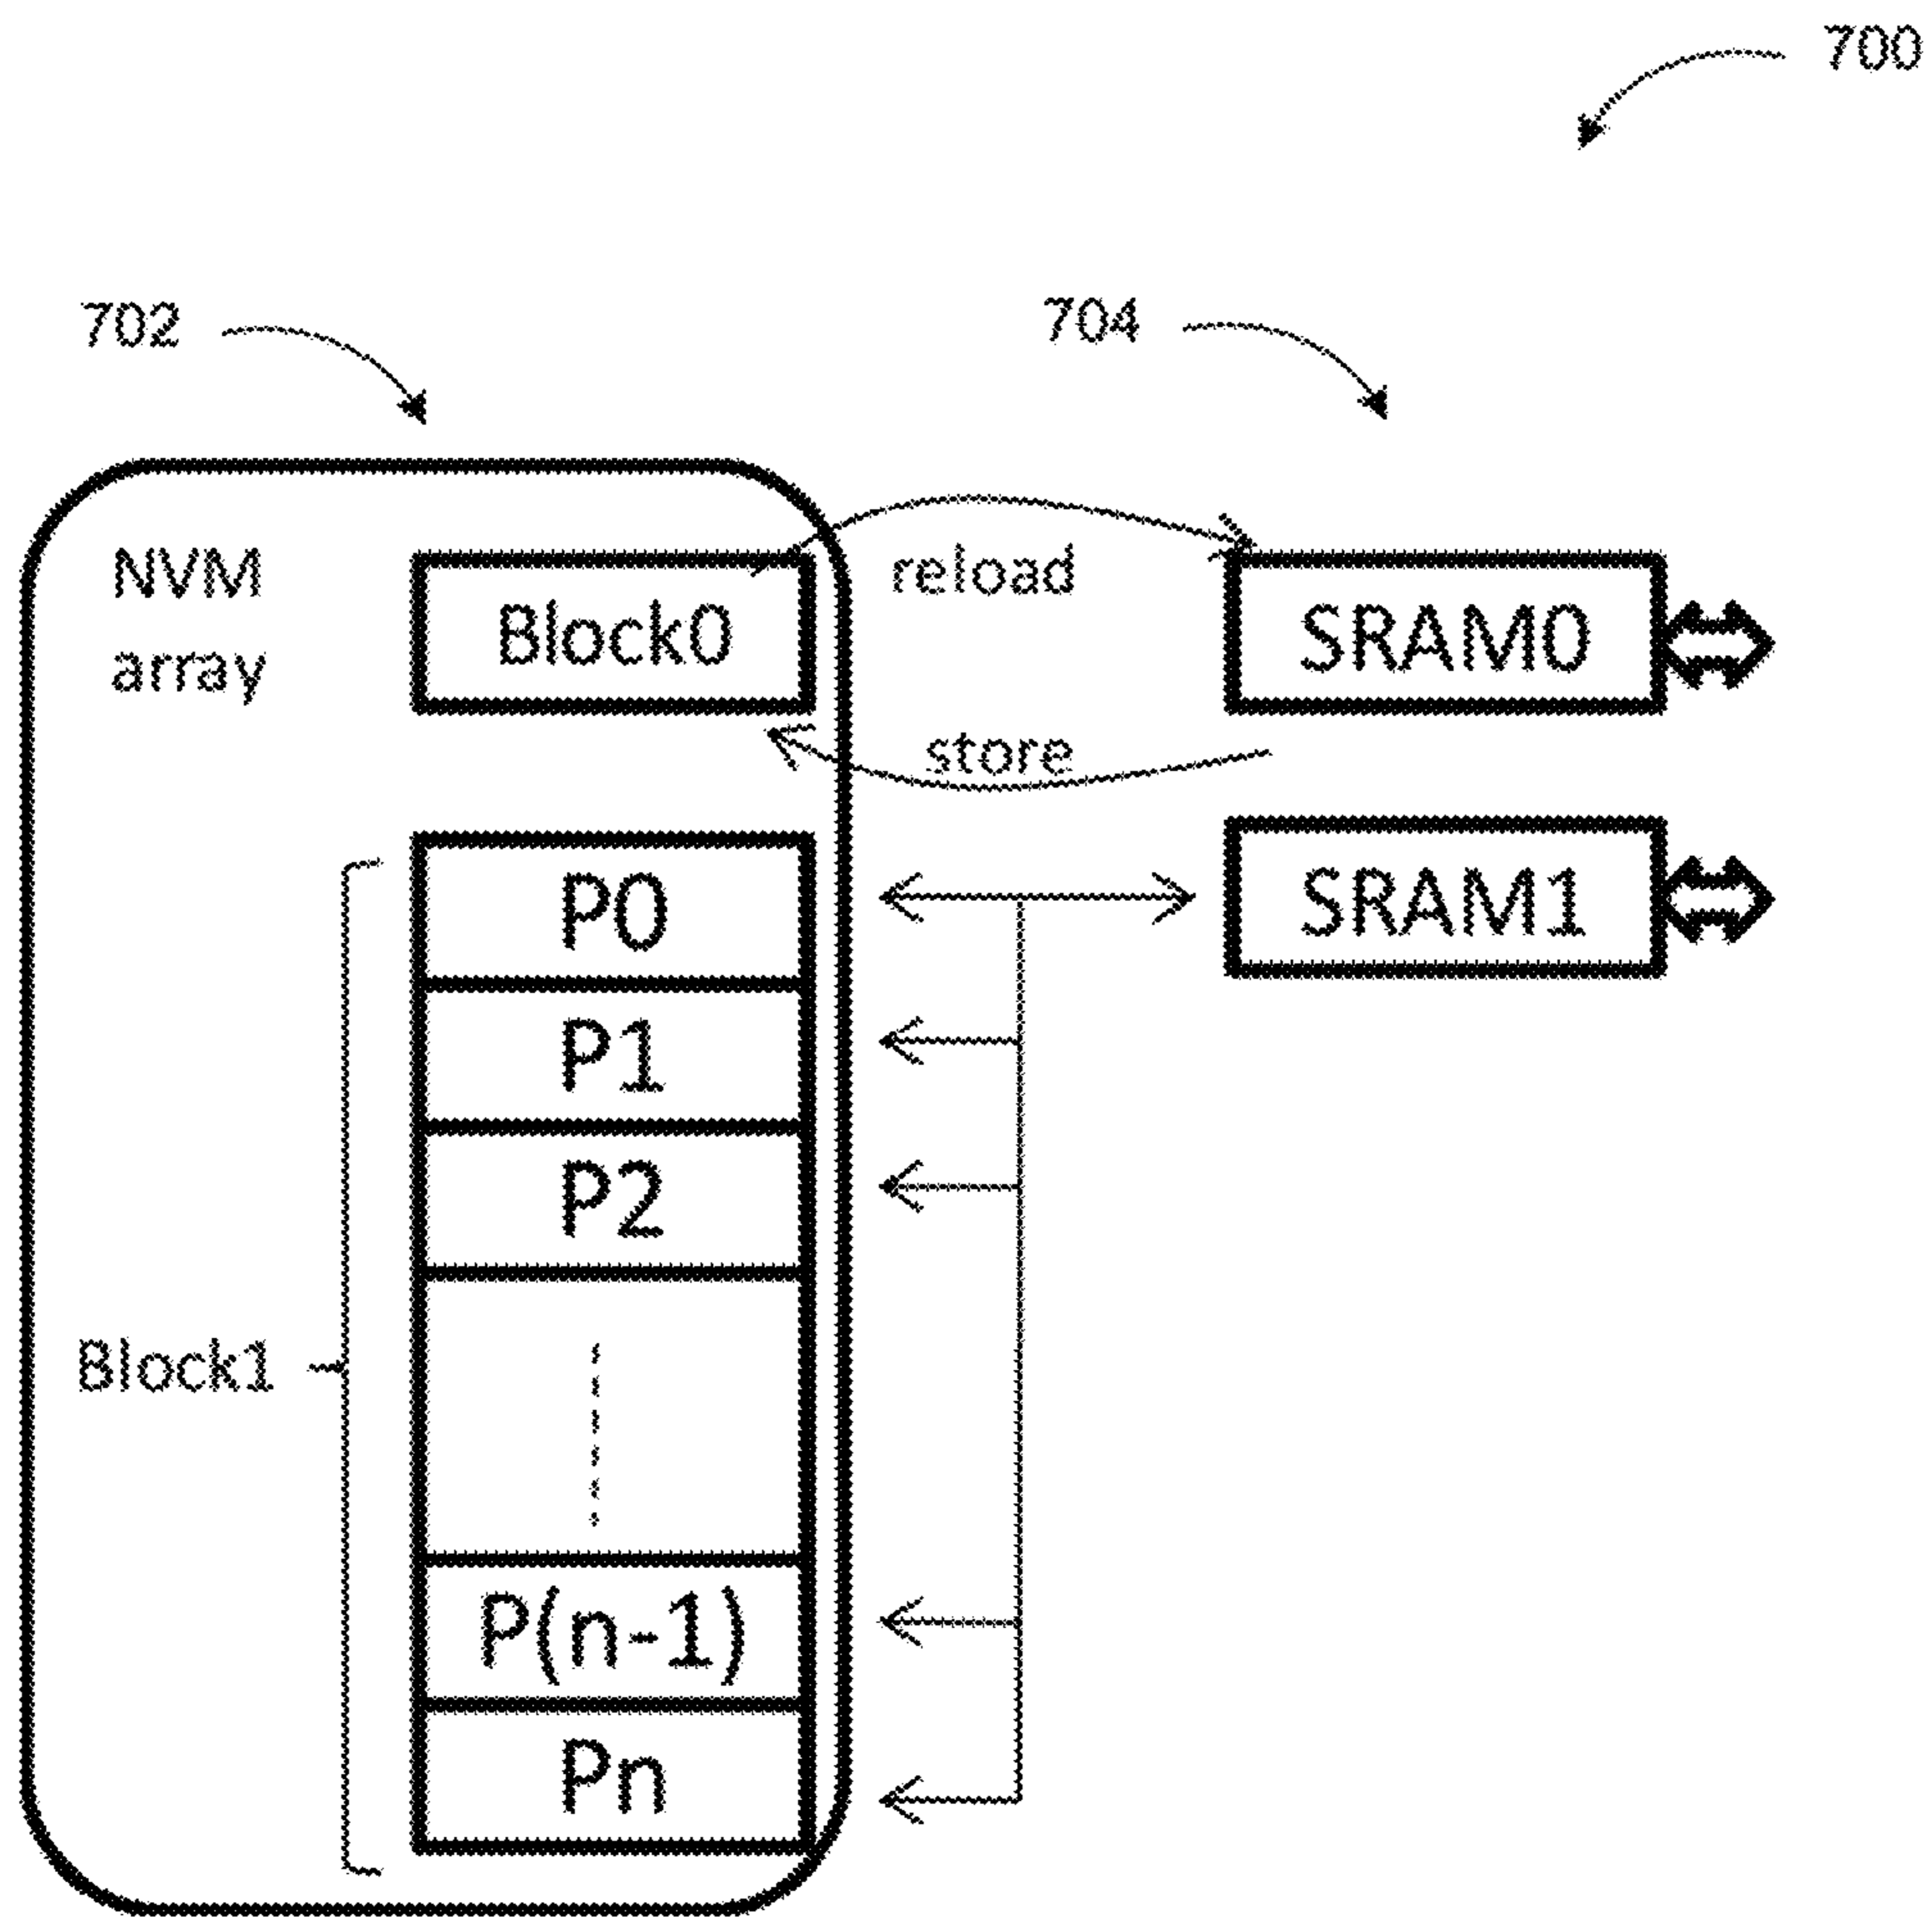 700
702
704
NVM
array
Block0
reload
SRAM0
store
P0
SRAM1
P1
P2
Block1
P(n-1)
Pn